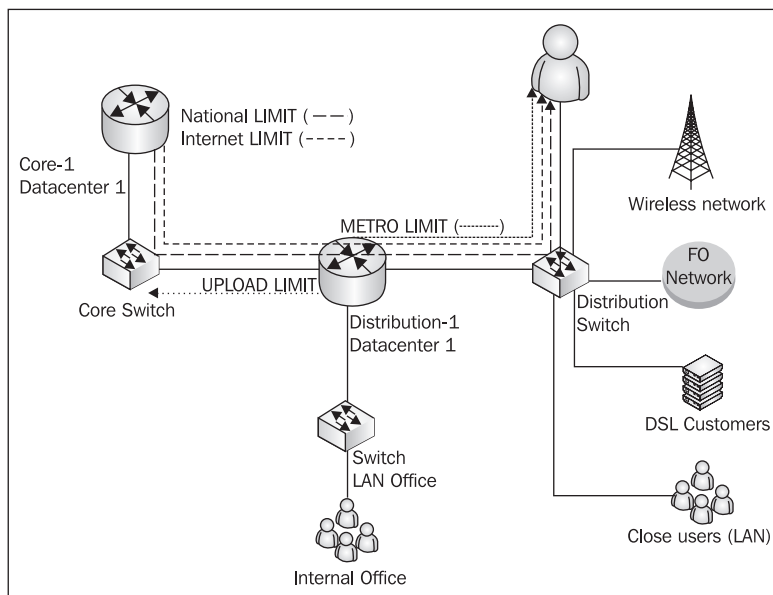 National LIMIT (— —)
Internet LIMIT (----)
Core-1
Datacenter 1
Wireless network
METRO LIMIT (........)
FO
Network
UPLOAD LIMIT
Core Switch
Distribution
Switch
Distribution-1
Datacenter 1
DSL Customers
Switch
LAN Office
Close users (LAN)
Internal Office